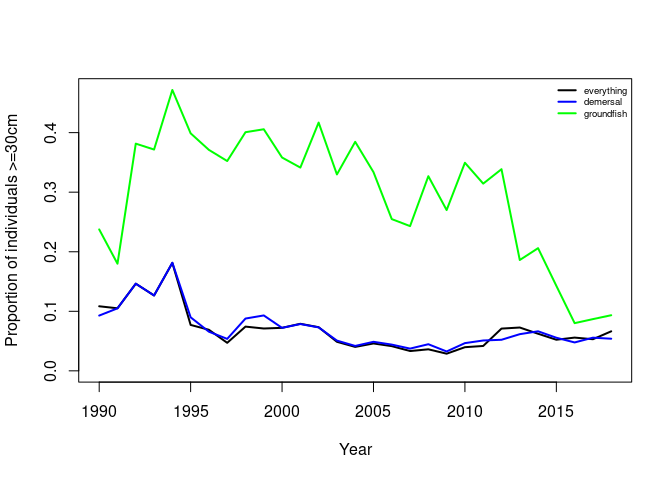 everything
demersal
groundfish
Proportion of individuals >=30cm
0.4
0.3
0.2
0.1
0.0
1990 1995 2000 2005 2010 2015
Year